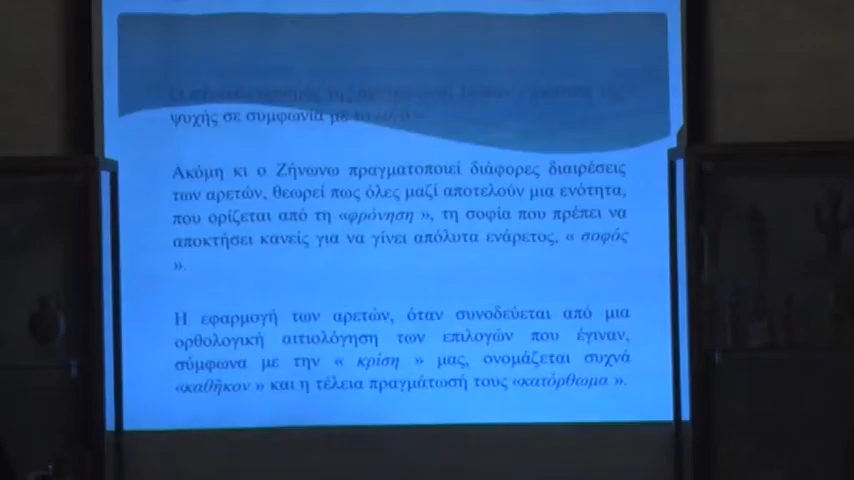 ψυχής σε συμφωνία με
Ακόμη κι ο Ζήνωνω πραγματοποιεί διάφορες διαιρέσεις
των αρετών, θεωρεί πως όλες μαζί αποτελούν μια ενότητα,
που ορίζεται από τη «φρόνηση », τη σοφία που πρέπει να
αποκτήσει κανείς για να γίνει απόλυτα ενάρετος, « σοφός
».
Η εφαρμογή των αρετών, όταν συνοδεύεται από μια
ορθολογική αιτιολόγηση των επιλογών που έγιναν,
σύμφωνα με την « κρίση » μας, ονομάζεται συχνά
«καθῆκον » και η τέλεια πραγμάτωσή τους «κατόρθωμα ».